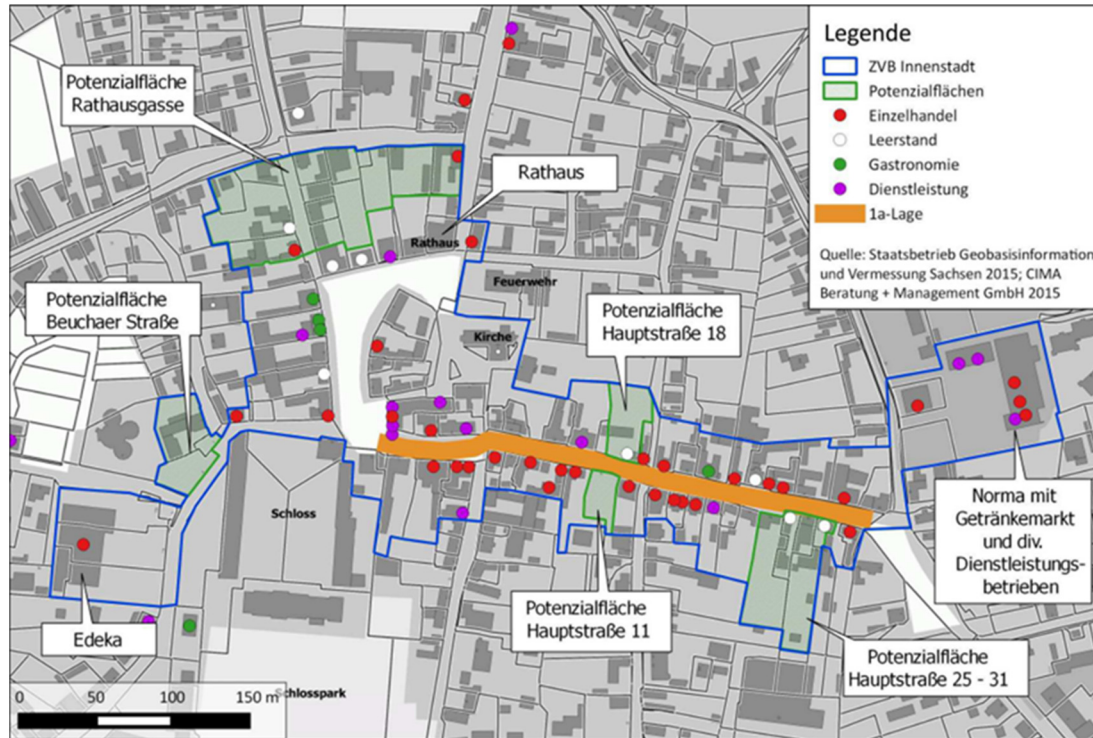 Potenzialfläche
Rathausgasse
Rathaus
Rathaus
Feuerwehr
Potenzialfläche
Beuchaer Straße
Kirche
Potenzialfläche
Hauptstraße 18
Legende
ZVB Innenstadt
Potenzialflächen
Einzelhandel
Leerstand
Gastronomie
Dienstleistung
1a-Lage
Quelle: Staatsbetrieb Geobasisinformation
und Vermessung Sachsen 2015; CIMA
Beratung + Management GmbH 2015
Schloss
Norma mit
Getränkemarkt
und div.
Dienstleistungs-
betrieben
Edeka
Potenzialfläche
Hauptstraße 11
Potenzialfläche
Hauptstraße 25 - 31
Schlosspark
0 50 100 150 m